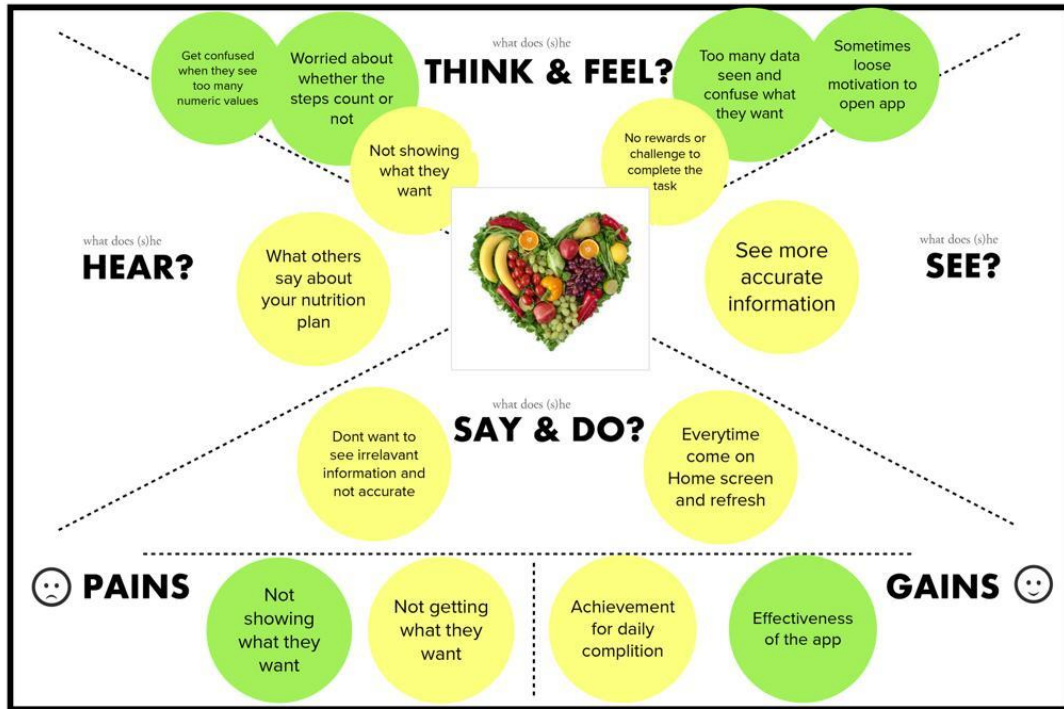 what does (s)he
THINK & FEEL?
Get confused
when they see
too many
numeric values
Worried about
whether the
steps count or
not
Not showing
what they
want
Too many data
seen and
confuse what
they want
Sometimes
loose
motivation to
open app
No rewards or
challenge to
complete the
task
what does (s)he
HEAR?
What others
say about
your nutrition
plan
what does (s)he
SEE?
See more
accurate
information
what does (s)he
SAY & DO?
Dont want to
see irrelavant
information and
not accurate
Everytime
come on
Home screen
and refresh
PAINS
Not
showing
what they
want
Not getting
what they
want
GAINS
Achievement
for daily
complition
Effectiveness
of the app